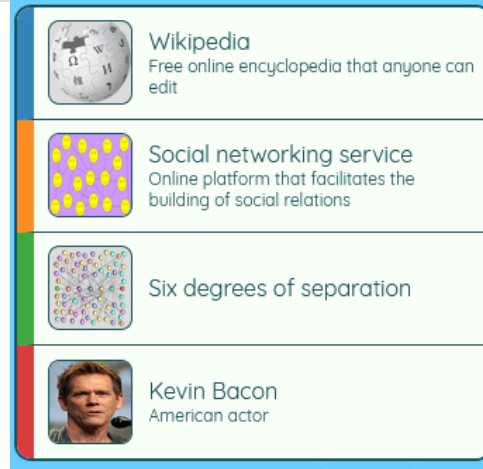 Wikipedia
Free online encyclopedia that anyone can
edit
Social networking service
Online platform that facilitates the
building of social relations
Six degrees of separation
Kevin Bacon
American actor